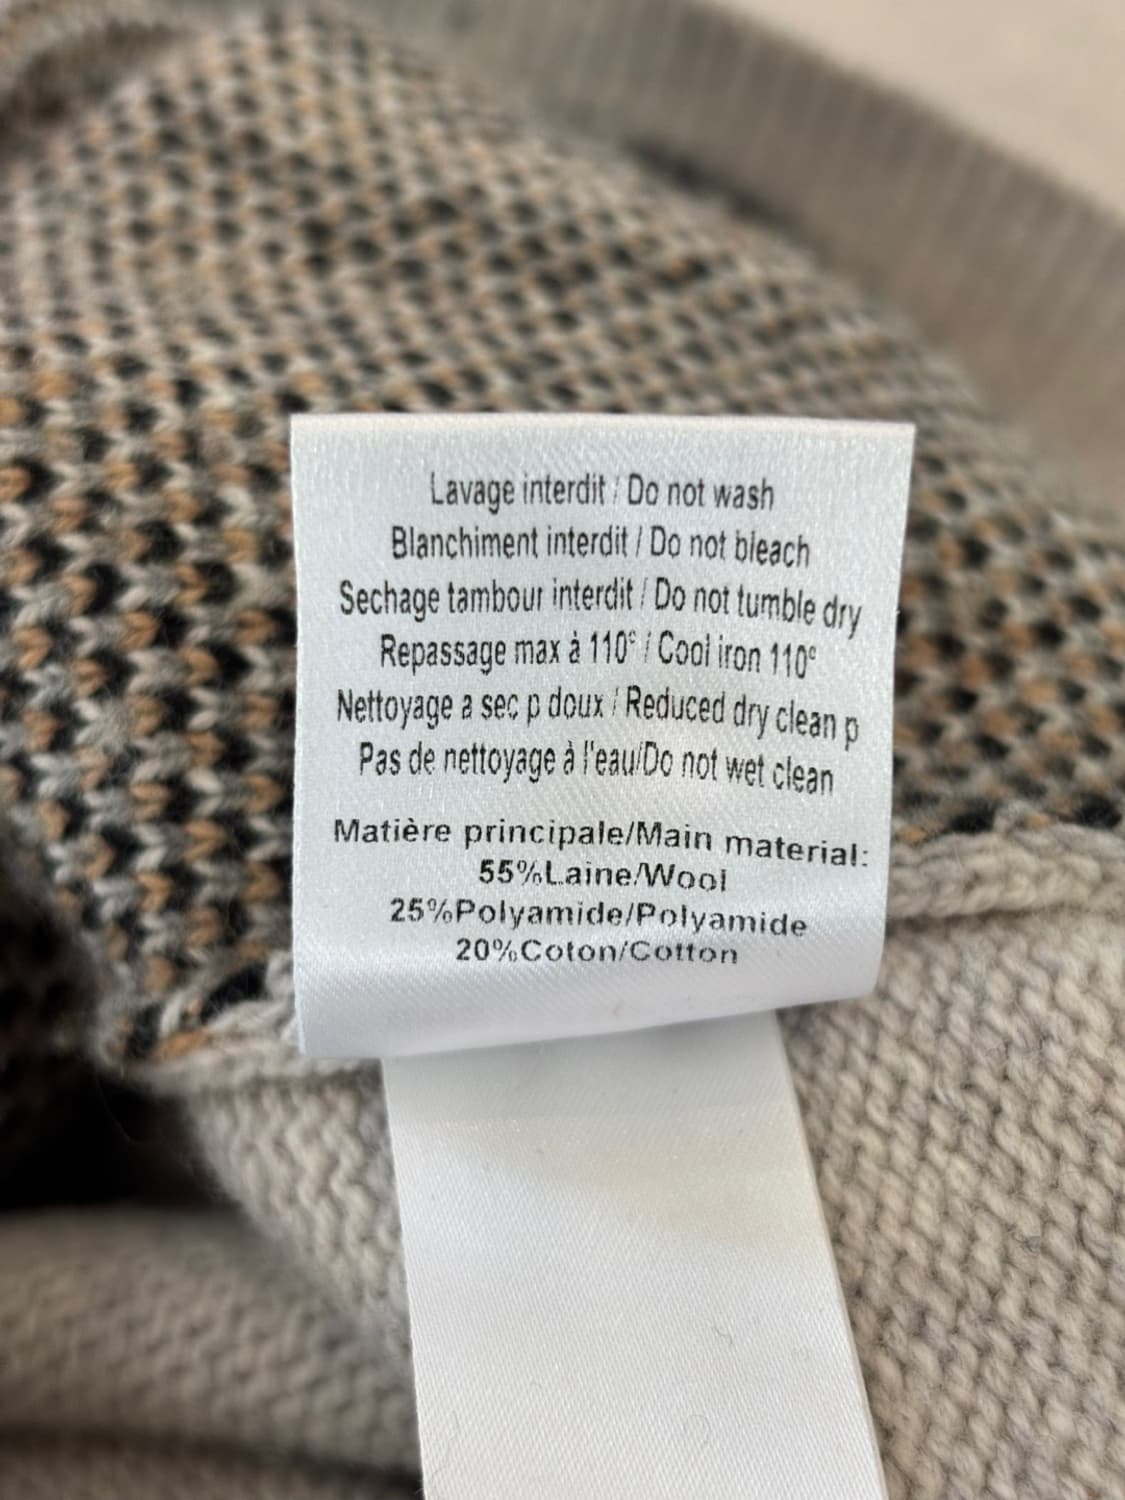 Lavage interdit / Do not wash
Blanchiment interdit / Do not bleach
Sechage tambour interdit / Do not tumble dry
Repassage max à 110° / Cool iron 110°
Nettoyage a sec p doux / Reduced dry clean p
Pas de nettoyage à l'eau/Do not wet clean
Matière principale/Main material:
55%Laine/Wool
25%Polyamide/Polyamide
20%Coton/Cotton